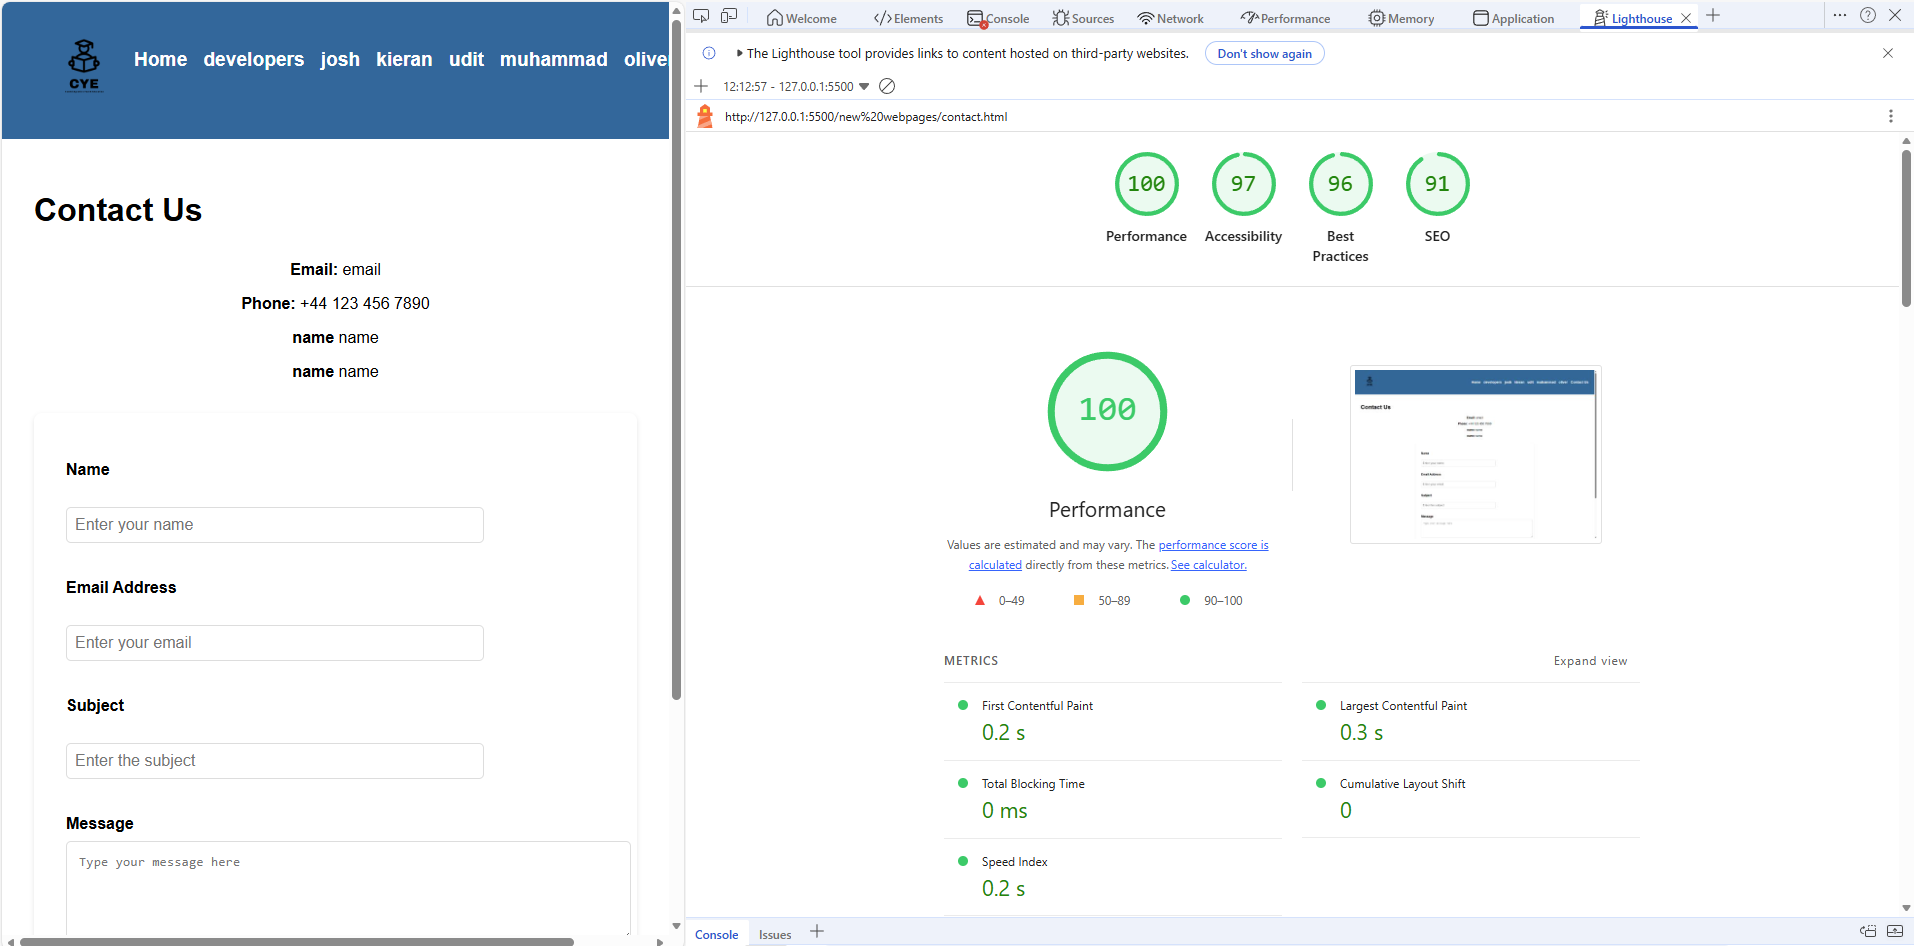 CYE
Home developers josh kieran udit muhammad olive
Contact Us
Email: email
Phone: +44 123 456 7890
name name
name name
Name
Enter your name
Email Address
Enter your email
Subject
Enter the subject
Message
Type your message here
Welcome Elements Console Sources Network Performance Memory Application Lighthouse
The Lighthouse tool provides links to content hosted on third-party websites. Don't show again
12:12:57 - 127.0.0.1:5500
http://127.0.0.1:5500/new%20webpages/contact.html
100 97 96 91
Performance Accessibility Best Practices SEO
100
Performance
Values are estimated and may vary. The performance score is
calculated directly from these metrics. See calculator.
0–49 50–89 90–100
Contact Us
METRICS Expand view
First Contentful Paint
0.2 s
Largest Contentful Paint
0.3 s
Total Blocking Time
0 ms
Cumulative Layout Shift
0
Speed Index
0.2 s
Console Issues